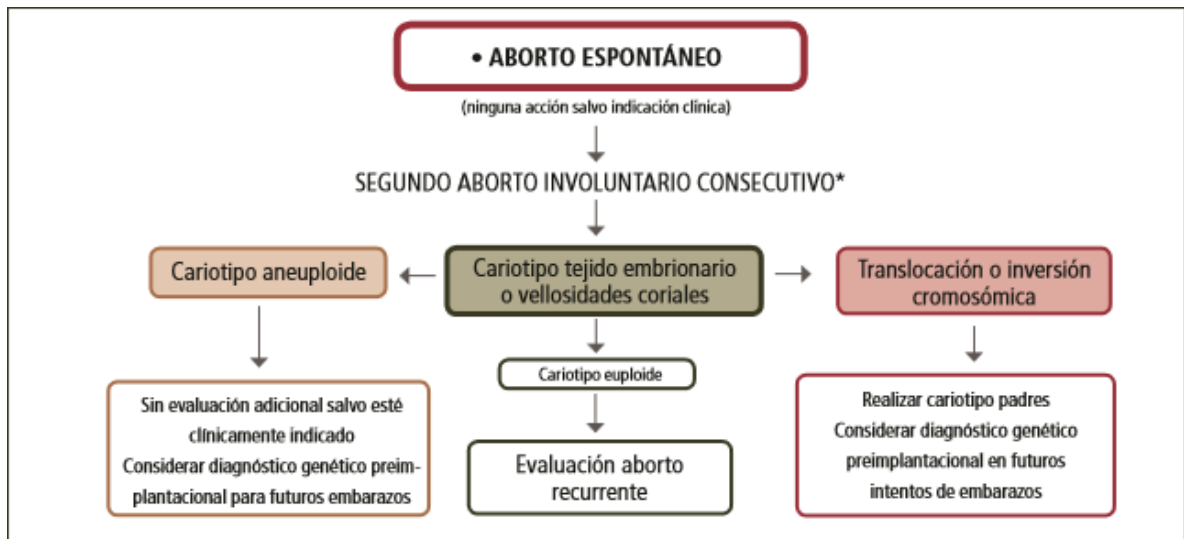 • ABORTO ESPONTÁNEO
(ninguna acción salvo indicación clínica)
SEGUNDO ABORTO INVOLUNTARIO CONSECUTIVO*
Cariotipo aneuploide
Cariotipo tejido embrionario
o vellosidades coriales
Translocación o inversión
cromosómica
Sin evaluación adicional salvo esté
clínicamente indicado
Considerar diagnóstico genético preim-
plantacional para futuros embarazos
Cariotipo euploide
Evaluación aborto
recurrente
Realizar cariotipo padres
Considerar diagnóstico genético
preimplantacional en futuros
intentos de embarazos